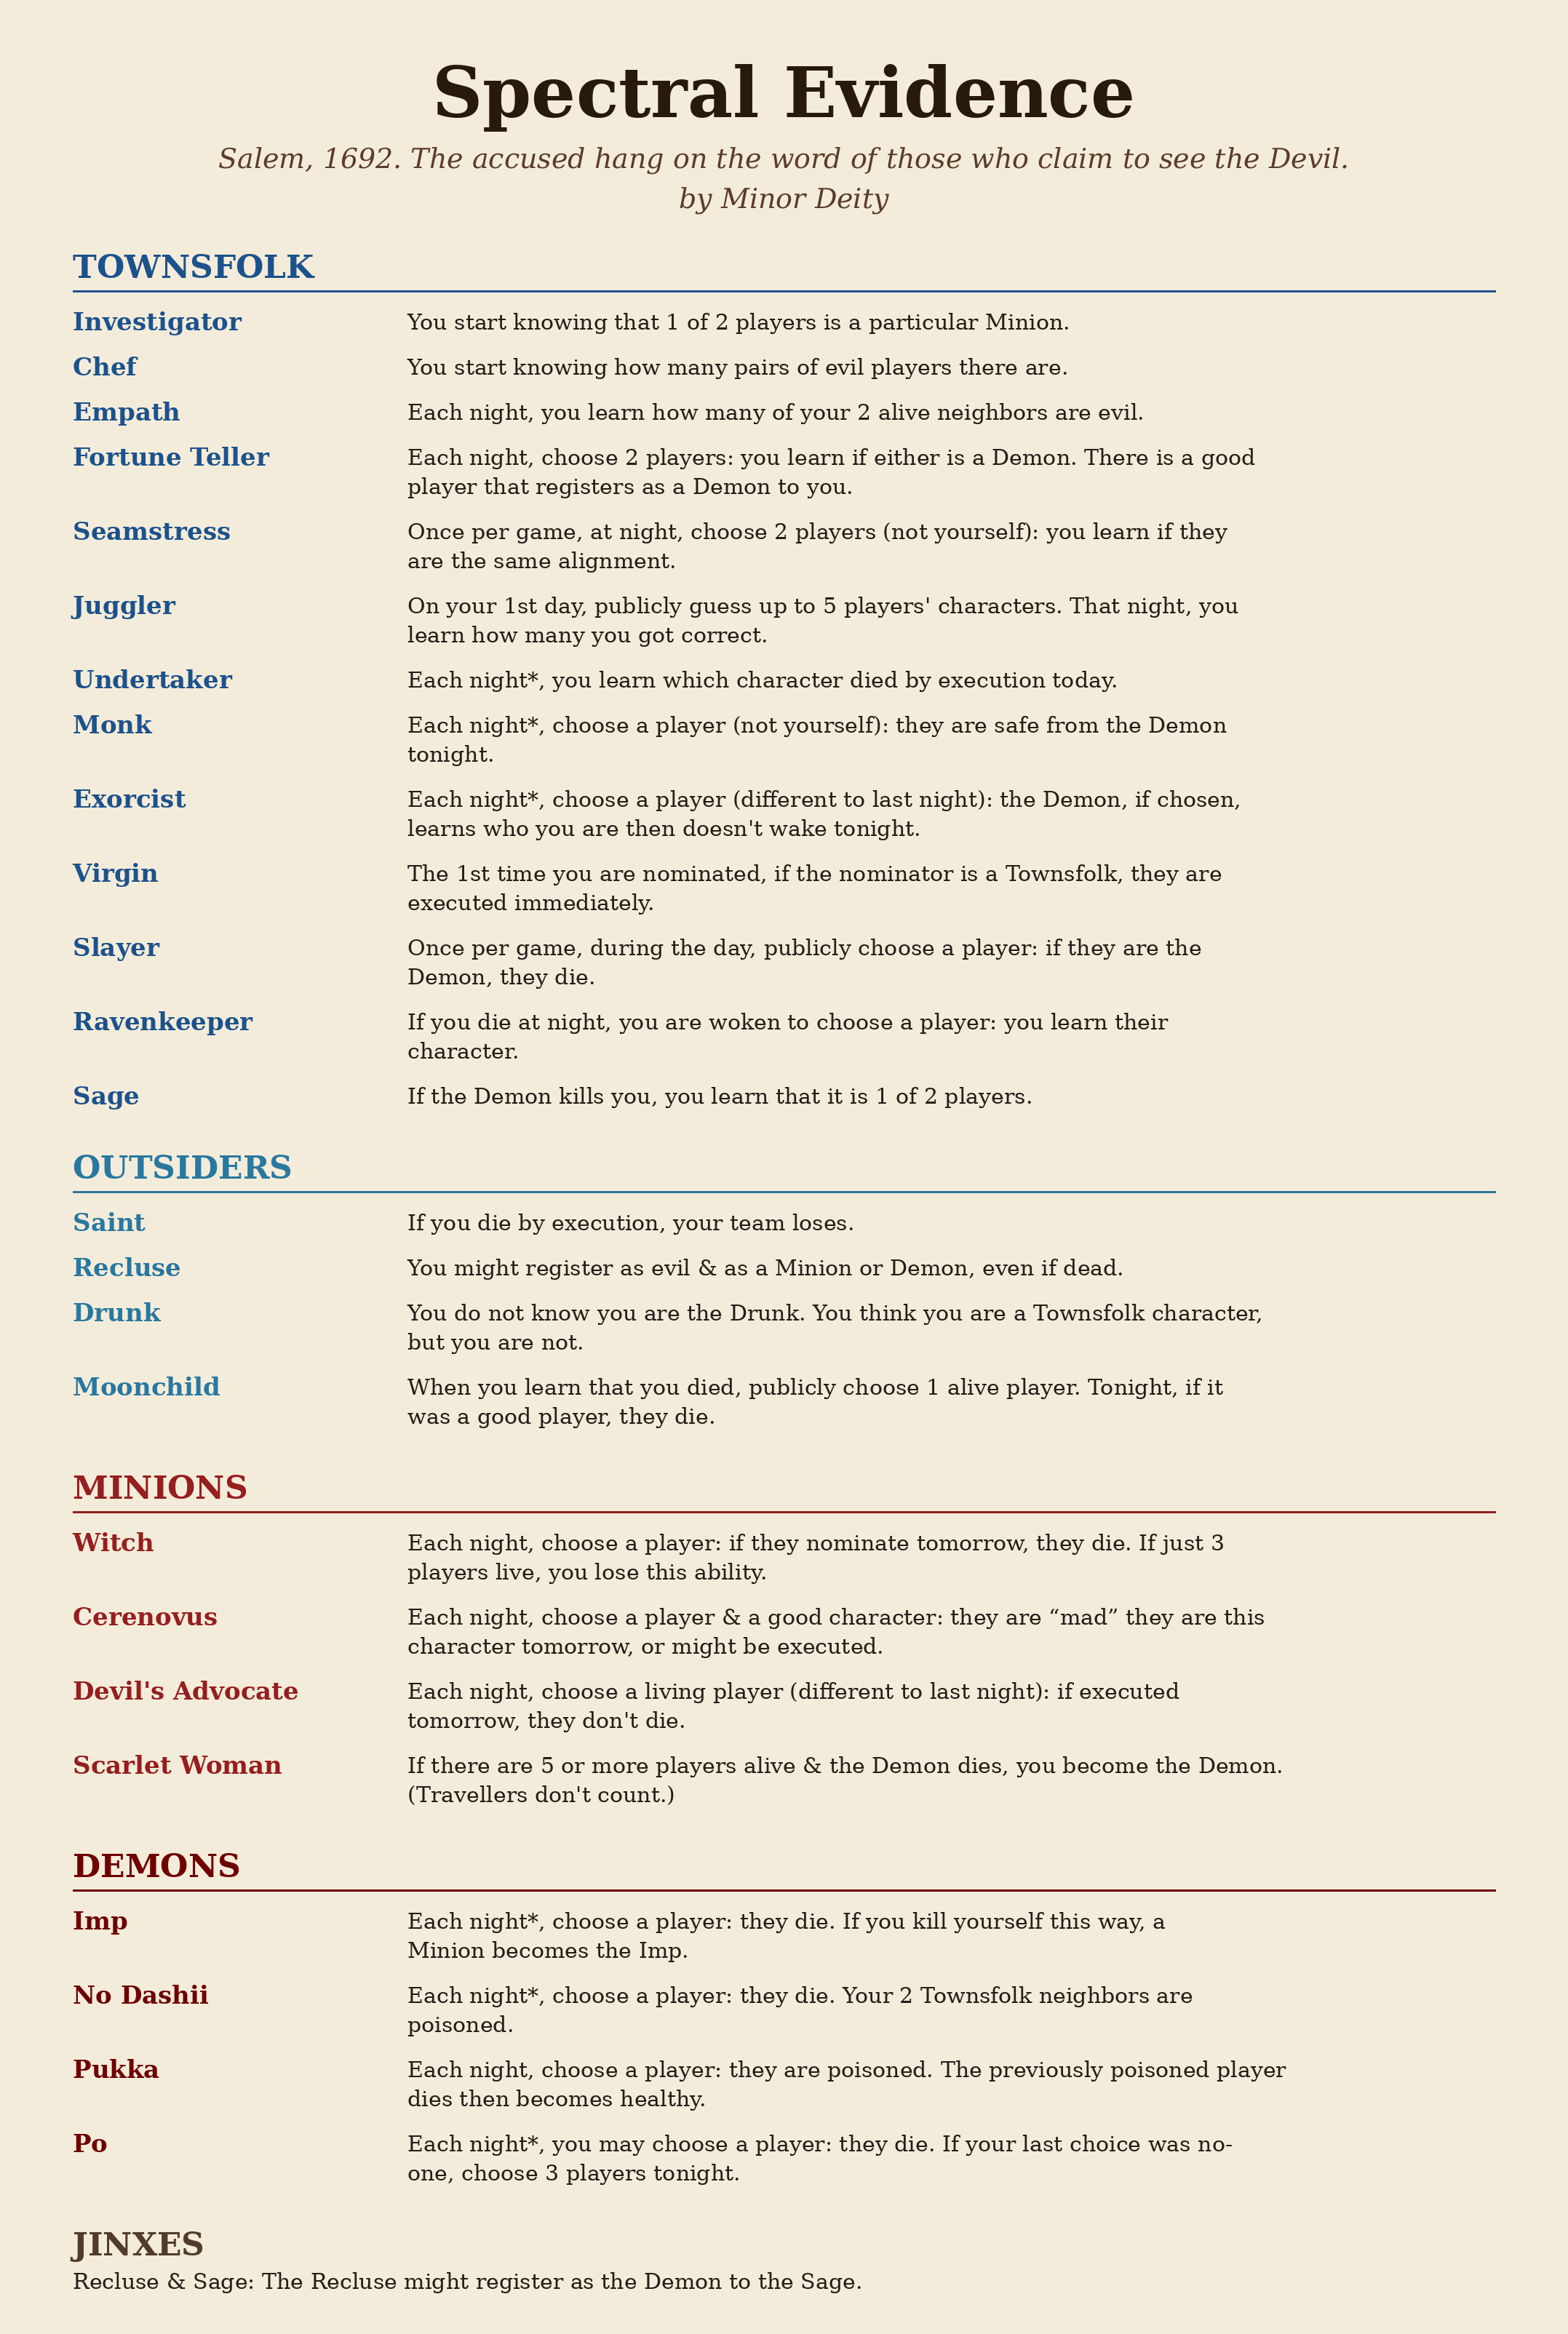 Spectral Evidence
Salem, 1692. The accused hang on the word of those who claim to see the Devil.
by Minor Deity
TOWNSFOLK
Investigator You start knowing that 1 of 2 players is a particular Minion.
Chef You start knowing how many pairs of evil players there are.
Empath Each night, you learn how many of your 2 alive neighbors are evil.
Fortune Teller Each night, choose 2 players: you learn if either is a Demon. There is a good
player that registers as a Demon to you.
Seamstress Once per game, at night, choose 2 players (not yourself): you learn if they
are the same alignment.
Juggler On your 1st day, publicly guess up to 5 players' characters. That night, you
learn how many you got correct.
Undertaker Each night*, you learn which character died by execution today.
Monk Each night*, choose a player (not yourself): they are safe from the Demon
tonight.
Exorcist Each night*, choose a player (different to last night): the Demon, if chosen,
learns who you are then doesn't wake tonight.
Virgin The 1st time you are nominated, if the nominator is a Townsfolk, they are
executed immediately.
Slayer Once per game, during the day, publicly choose a player: if they are the
Demon, they die.
Ravenkeeper If you die at night, you are woken to choose a player: you learn their
character.
Sage If the Demon kills you, you learn that it is 1 of 2 players.
OUTSIDERS
Saint If you die by execution, your team loses.
Recluse You might register as evil & as a Minion or Demon, even if dead.
Drunk You do not know you are the Drunk. You think you are a Townsfolk character,
but you are not.
Moonchild When you learn that you died, publicly choose 1 alive player. Tonight, if it
was a good player, they die.
MINIONS
Witch Each night, choose a player: if they nominate tomorrow, they die. If just 3
players live, you lose this ability.
Cerenovus Each night, choose a player & a good character: they are “mad” they are this
character tomorrow, or might be executed.
Devil's Advocate Each night, choose a living player (different to last night): if executed
tomorrow, they don't die.
Scarlet Woman If there are 5 or more players alive & the Demon dies, you become the Demon.
(Travellers don't count.)
DEMONS
Imp Each night*, choose a player: they die. If you kill yourself this way, a
Minion becomes the Imp.
No Dashii Each night*, choose a player: they die. Your 2 Townsfolk neighbors are
poisoned.
Pukka Each night, choose a player: they are poisoned. The previously poisoned player
dies then becomes healthy.
Po Each night*, you may choose a player: they die. If your last choice was no-
one, choose 3 players tonight.
JINXES
Recluse & Sage: The Recluse might register as the Demon to the Sage.